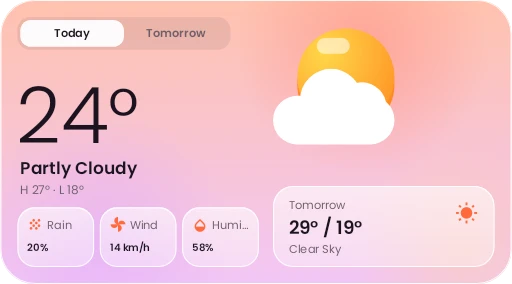 Today
Tomorrow
24°
Partly Cloudy
H 27° · L 18°
Rain
20%
Wind
14 km/h
Humi...
58%
Tomorrow
29° / 19°
Clear Sky